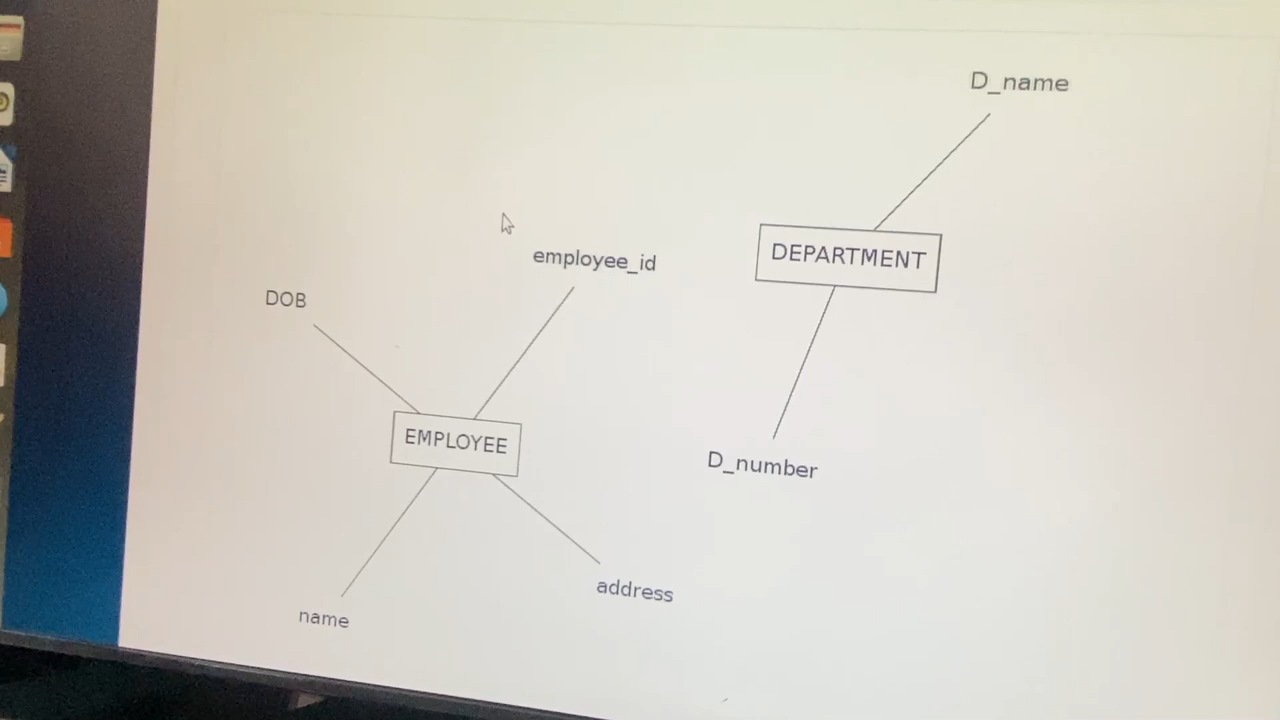 D_name
DEPARTMENT
employee_id
DOB
EMPLOYEE
D_number
address
name